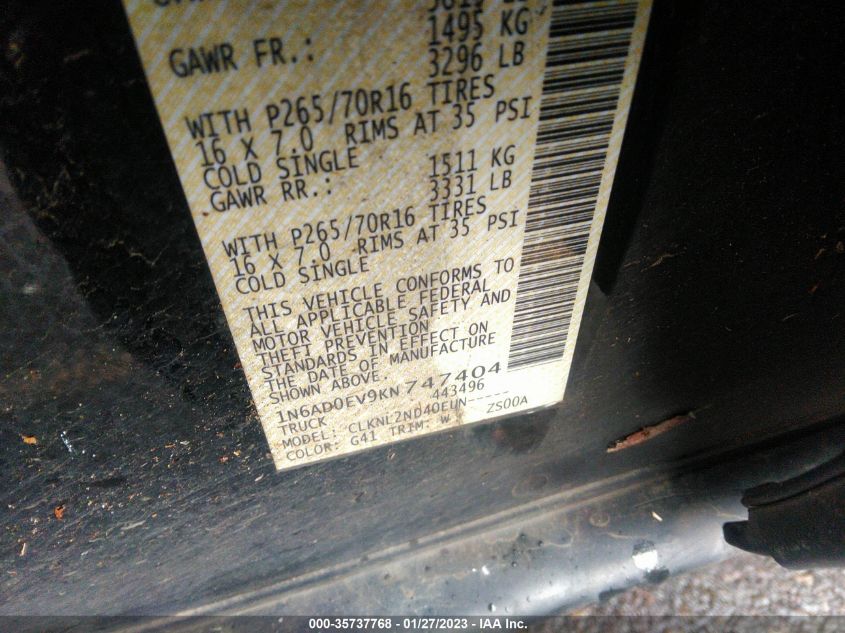 1495 KG
GAWR FR.: 3296 LB
WITH P265/70R16 TIRES
16 X 7.0 RIMS AT 35 PSI
COLD SINGLE
1511 KG
GAWR RR.: 3331 LB
WITH P265/70R16 TIRES
16 X 7.0 RIMS AT 35 PSI
COLD SINGLE
THIS VEHICLE CONFORMS TO
ALL APPLICABLE FEDERAL
MOTOR VEHICLE SAFETY AND
THEFT PREVENTION
STANDARDS IN EFFECT ON
THE DATE OF MANUFACTURE
SHOWN ABOVE.
1N6AD0EV9KN747404
TRUCK 443496
MODEL: CLKNL2ND40EUN-----
COLOR: G41 TRIM: W ZS00A
000-35737768 - 01/27/2023 - IAA Inc.